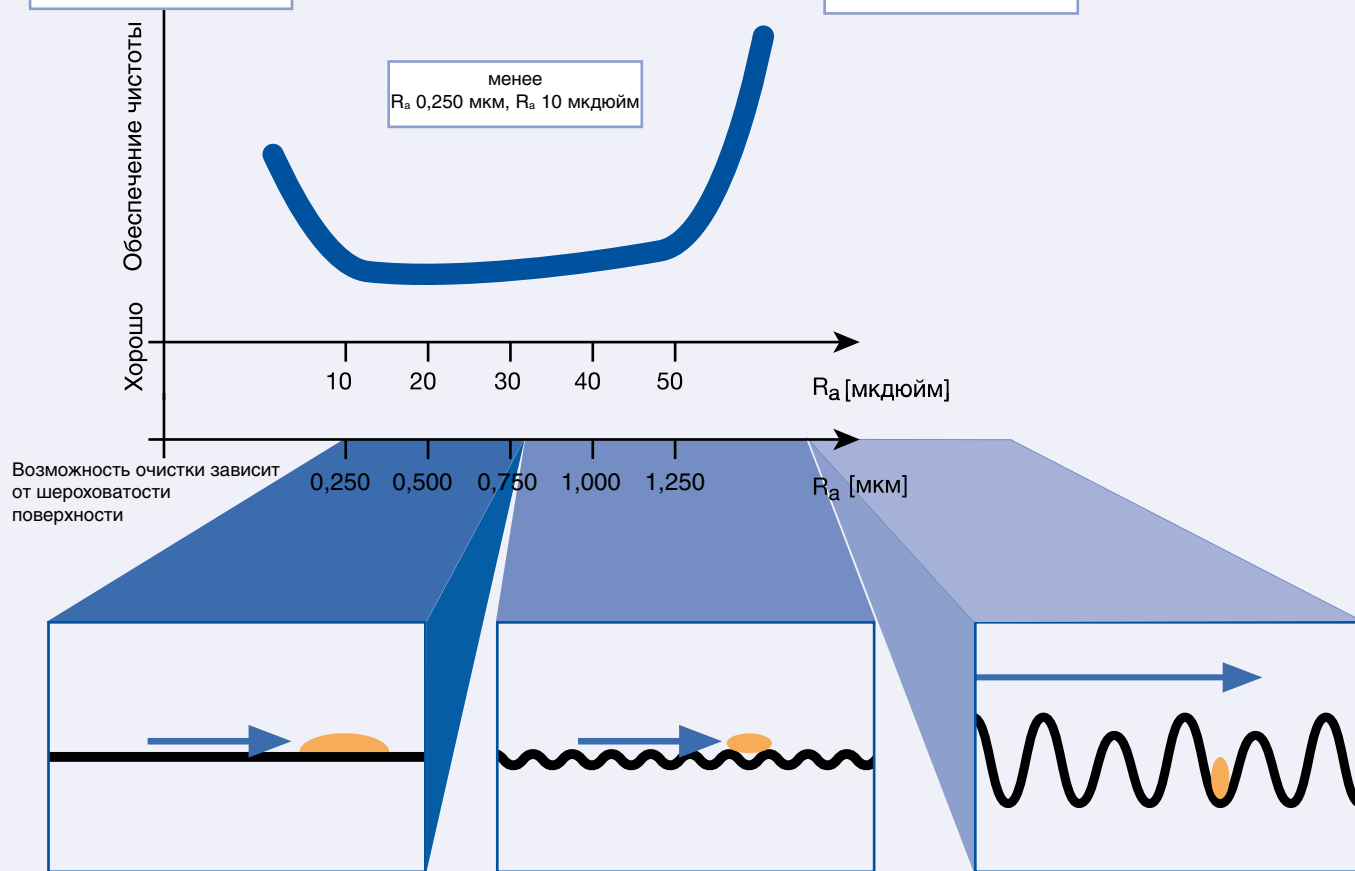 Обеспечение чистоты
Хорошо
менее
Rₐ 0,250 мкм, Rₐ 10 мкдюйм
10 20 30 40 50
Rₐ [мкдюйм]
Возможность очистки зависит
от шероховатости
поверхности
0,250 0,500 0,750 1,000 1,250
Rₐ [мкм]